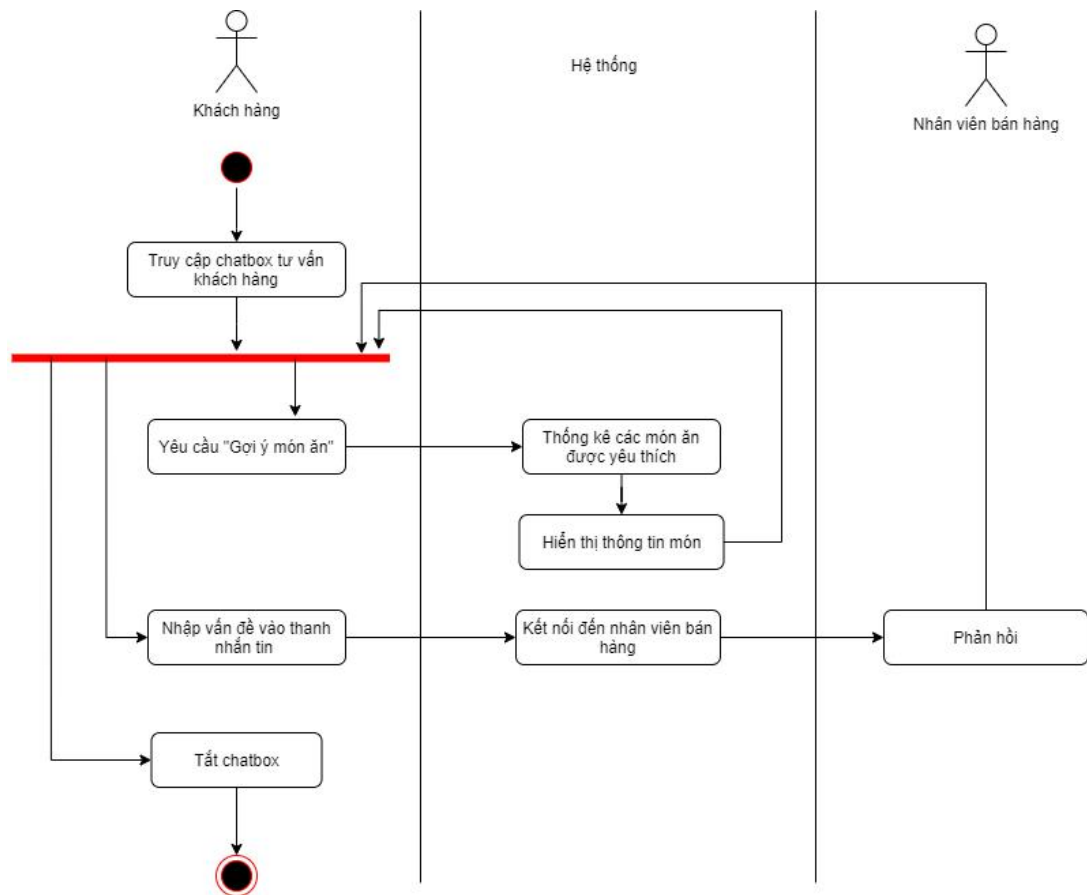 Khách hàng
Hệ thống
Nhân viên bán hàng
Truy cập chatbox tư vấn
khách hàng
Yêu cầu "Gợi ý món ăn"
Thống kê các món ăn
được yêu thích
Hiển thị thông tin món
Nhập vấn đề vào thanh
nhắn tin
Kết nối đến nhân viên bán
hàng
Phản hồi
Tắt chatbox